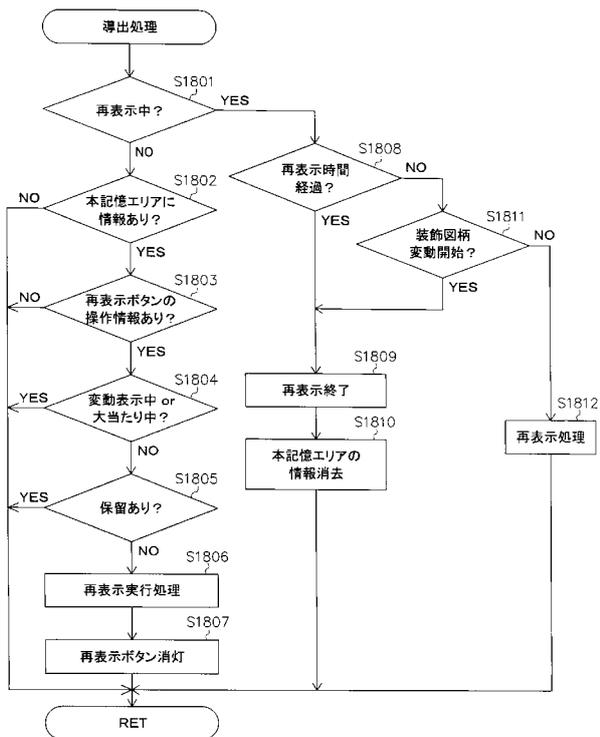 導出処理
S1801
再表示中？
YES
NO
S1802
本記憶エリアに
情報あり？
NO
YES
S1803
再表示ボタンの
操作情報あり？
NO
YES
S1804
変動表示中 or
大当たり中？
YES
NO
S1805
保留あり？
YES
NO
S1806
再表示実行処理
S1807
再表示ボタン消灯
RET
S1808
再表示時間
経過？
NO
YES
S1811
装飾図柄
変動開始？
NO
YES
S1809
再表示終了
S1810
本記憶エリアの
情報消去
S1812
再表示処理